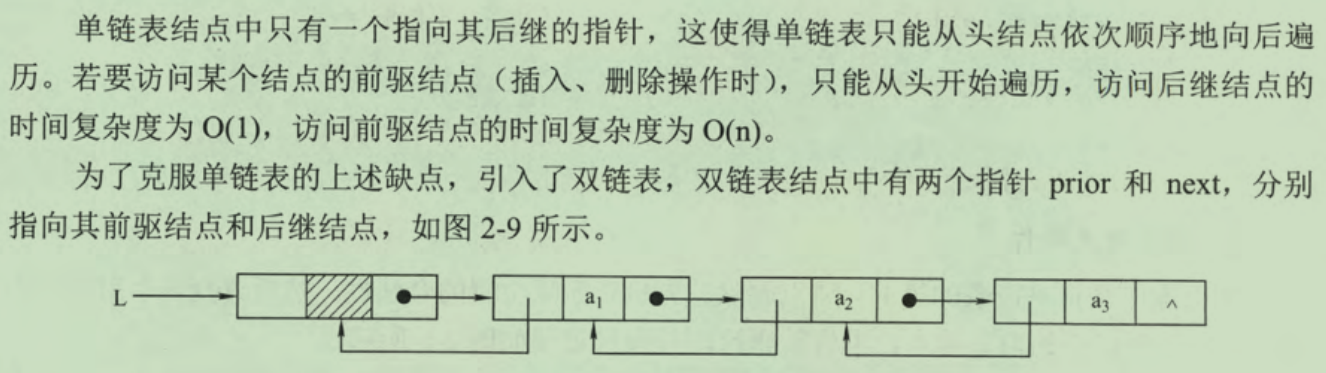 单链表结点中只有一个指向其后继的指针，这使得单链表只能从头结点依次顺序地向后遍
历。若要访问某个结点的前驱结点（插入、删除操作时），只能从头开始遍历，访问后继结点的
时间复杂度为 O(1)，访问前驱结点的时间复杂度为 O(n)。
为了克服单链表的上述缺点，引入了双链表，双链表结点中有两个指针 prior 和 next，分别
指向其前驱结点和后继结点，如图 2-9 所示。
L a₁ a₂ a₃ ^